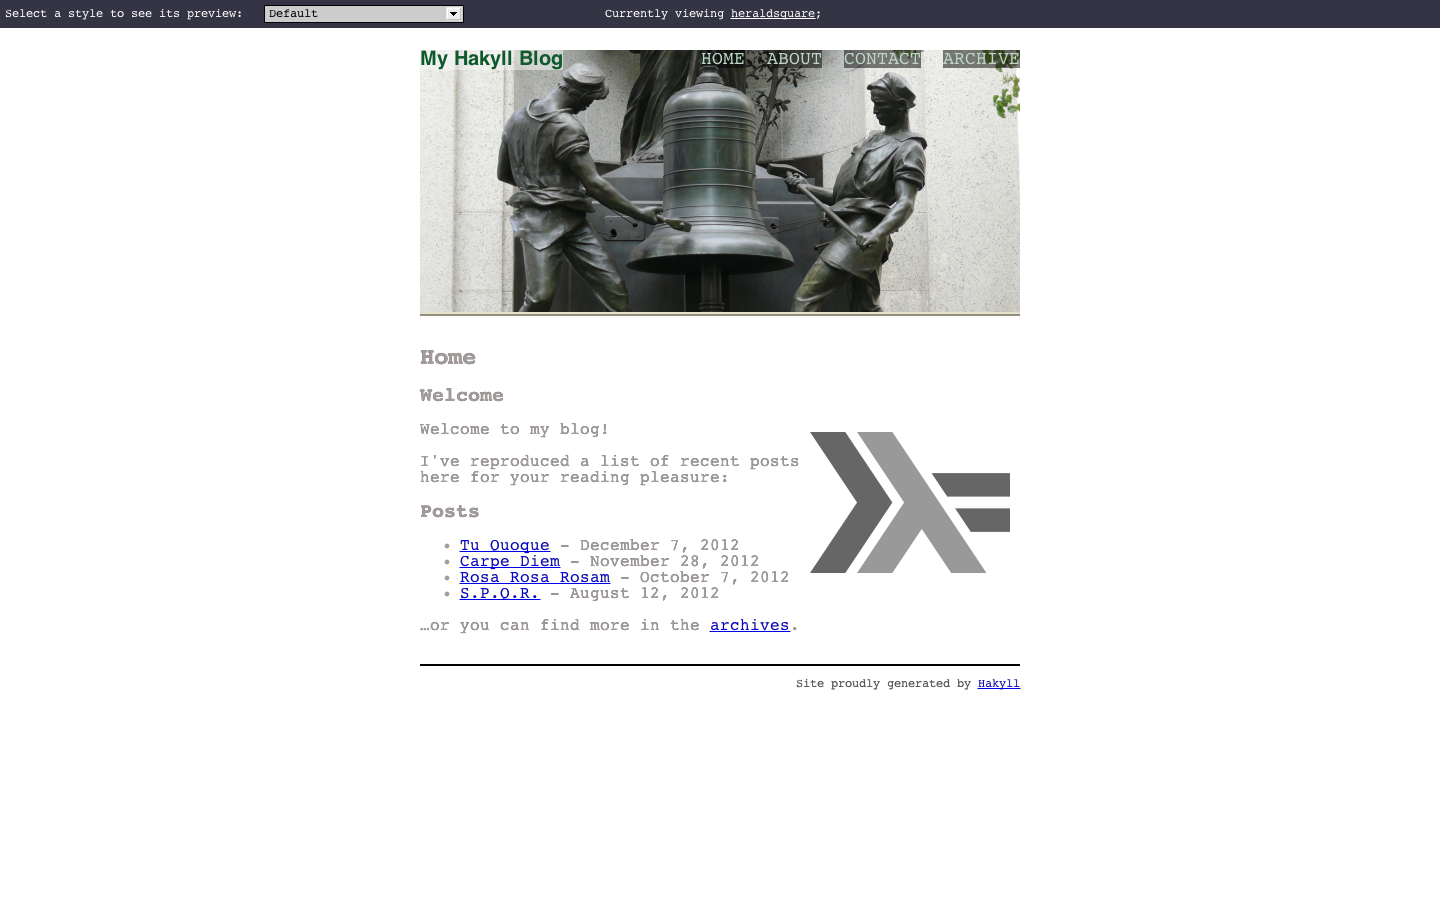 Select a style to see its preview: Default Currently viewing heraldsquare;
My Hakyll Blog HOME ABOUT CONTACT ARCHIVE
Home
Welcome
Welcome to my blog!
I've reproduced a list of recent posts
here for your reading pleasure:
Posts
Tu Quoque - December 7, 2012
Carpe Diem - November 28, 2012
Rosa Rosa Rosam - October 7, 2012
S.P.O.R. - August 12, 2012
…or you can find more in the archives.
Site proudly generated by Hakyll